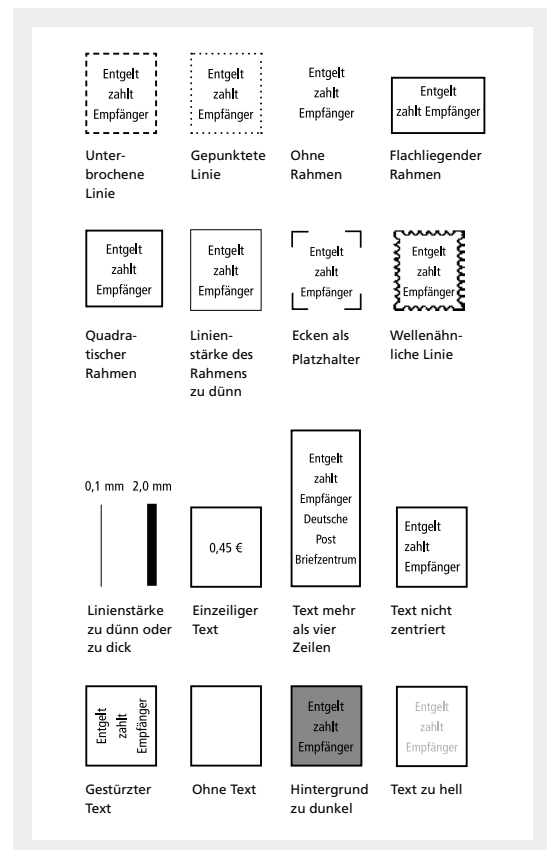 Entgelt
zahlt
Empfänger
Unter-
brochene
Linie
Entgelt
zahlt
Empfänger
Gepunktete
Linie
Entgelt
zahlt
Empfänger
Ohne
Rahmen
Entgelt
zahlt Empfänger
Flachliegender
Rahmen
Entgelt
zahlt
Empfänger
Quadra-
tischer
Rahmen
Entgelt
zahlt
Empfänger
Linien-
stärke des
Rahmens
zu dünn
Entgelt
zahlt
Empfänger
Ecken als
Platzhalter
Entgelt
zahlt
Empfänger
Wellenähn-
liche Linie
0,1 mm 2,0 mm
Linienstärke
zu dünn oder
zu dick
0,45 €
Einzeiliger
Text
Entgelt
zahlt
Empfänger
Deutsche
Post
Briefzentrum
Text mehr
als vier
Zeilen
Entgelt
zahlt
Empfänger
Text nicht
zentriert
Entgelt
zahlt
Empfänger
Gestürzter
Text
Ohne Text
Entgelt
zahlt
Empfänger
Hintergrund
zu dunkel
Entgelt
zahlt
Empfänger
Text zu hell